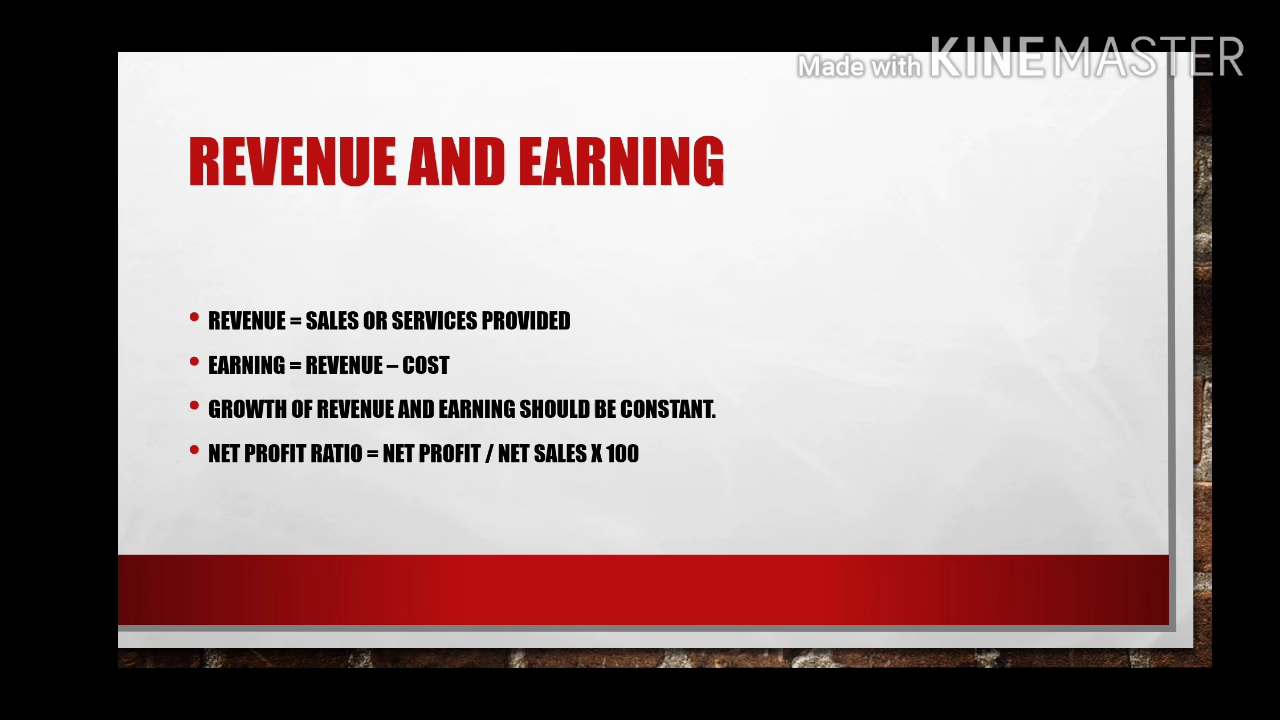 Made with KINEMASTER
REVENUE AND EARNING
• REVENUE = SALES OR SERVICES PROVIDED
• EARNING = REVENUE – COST
• GROWTH OF REVENUE AND EARNING SHOULD BE CONSTANT.
• NET PROFIT RATIO = NET PROFIT / NET SALES X 100